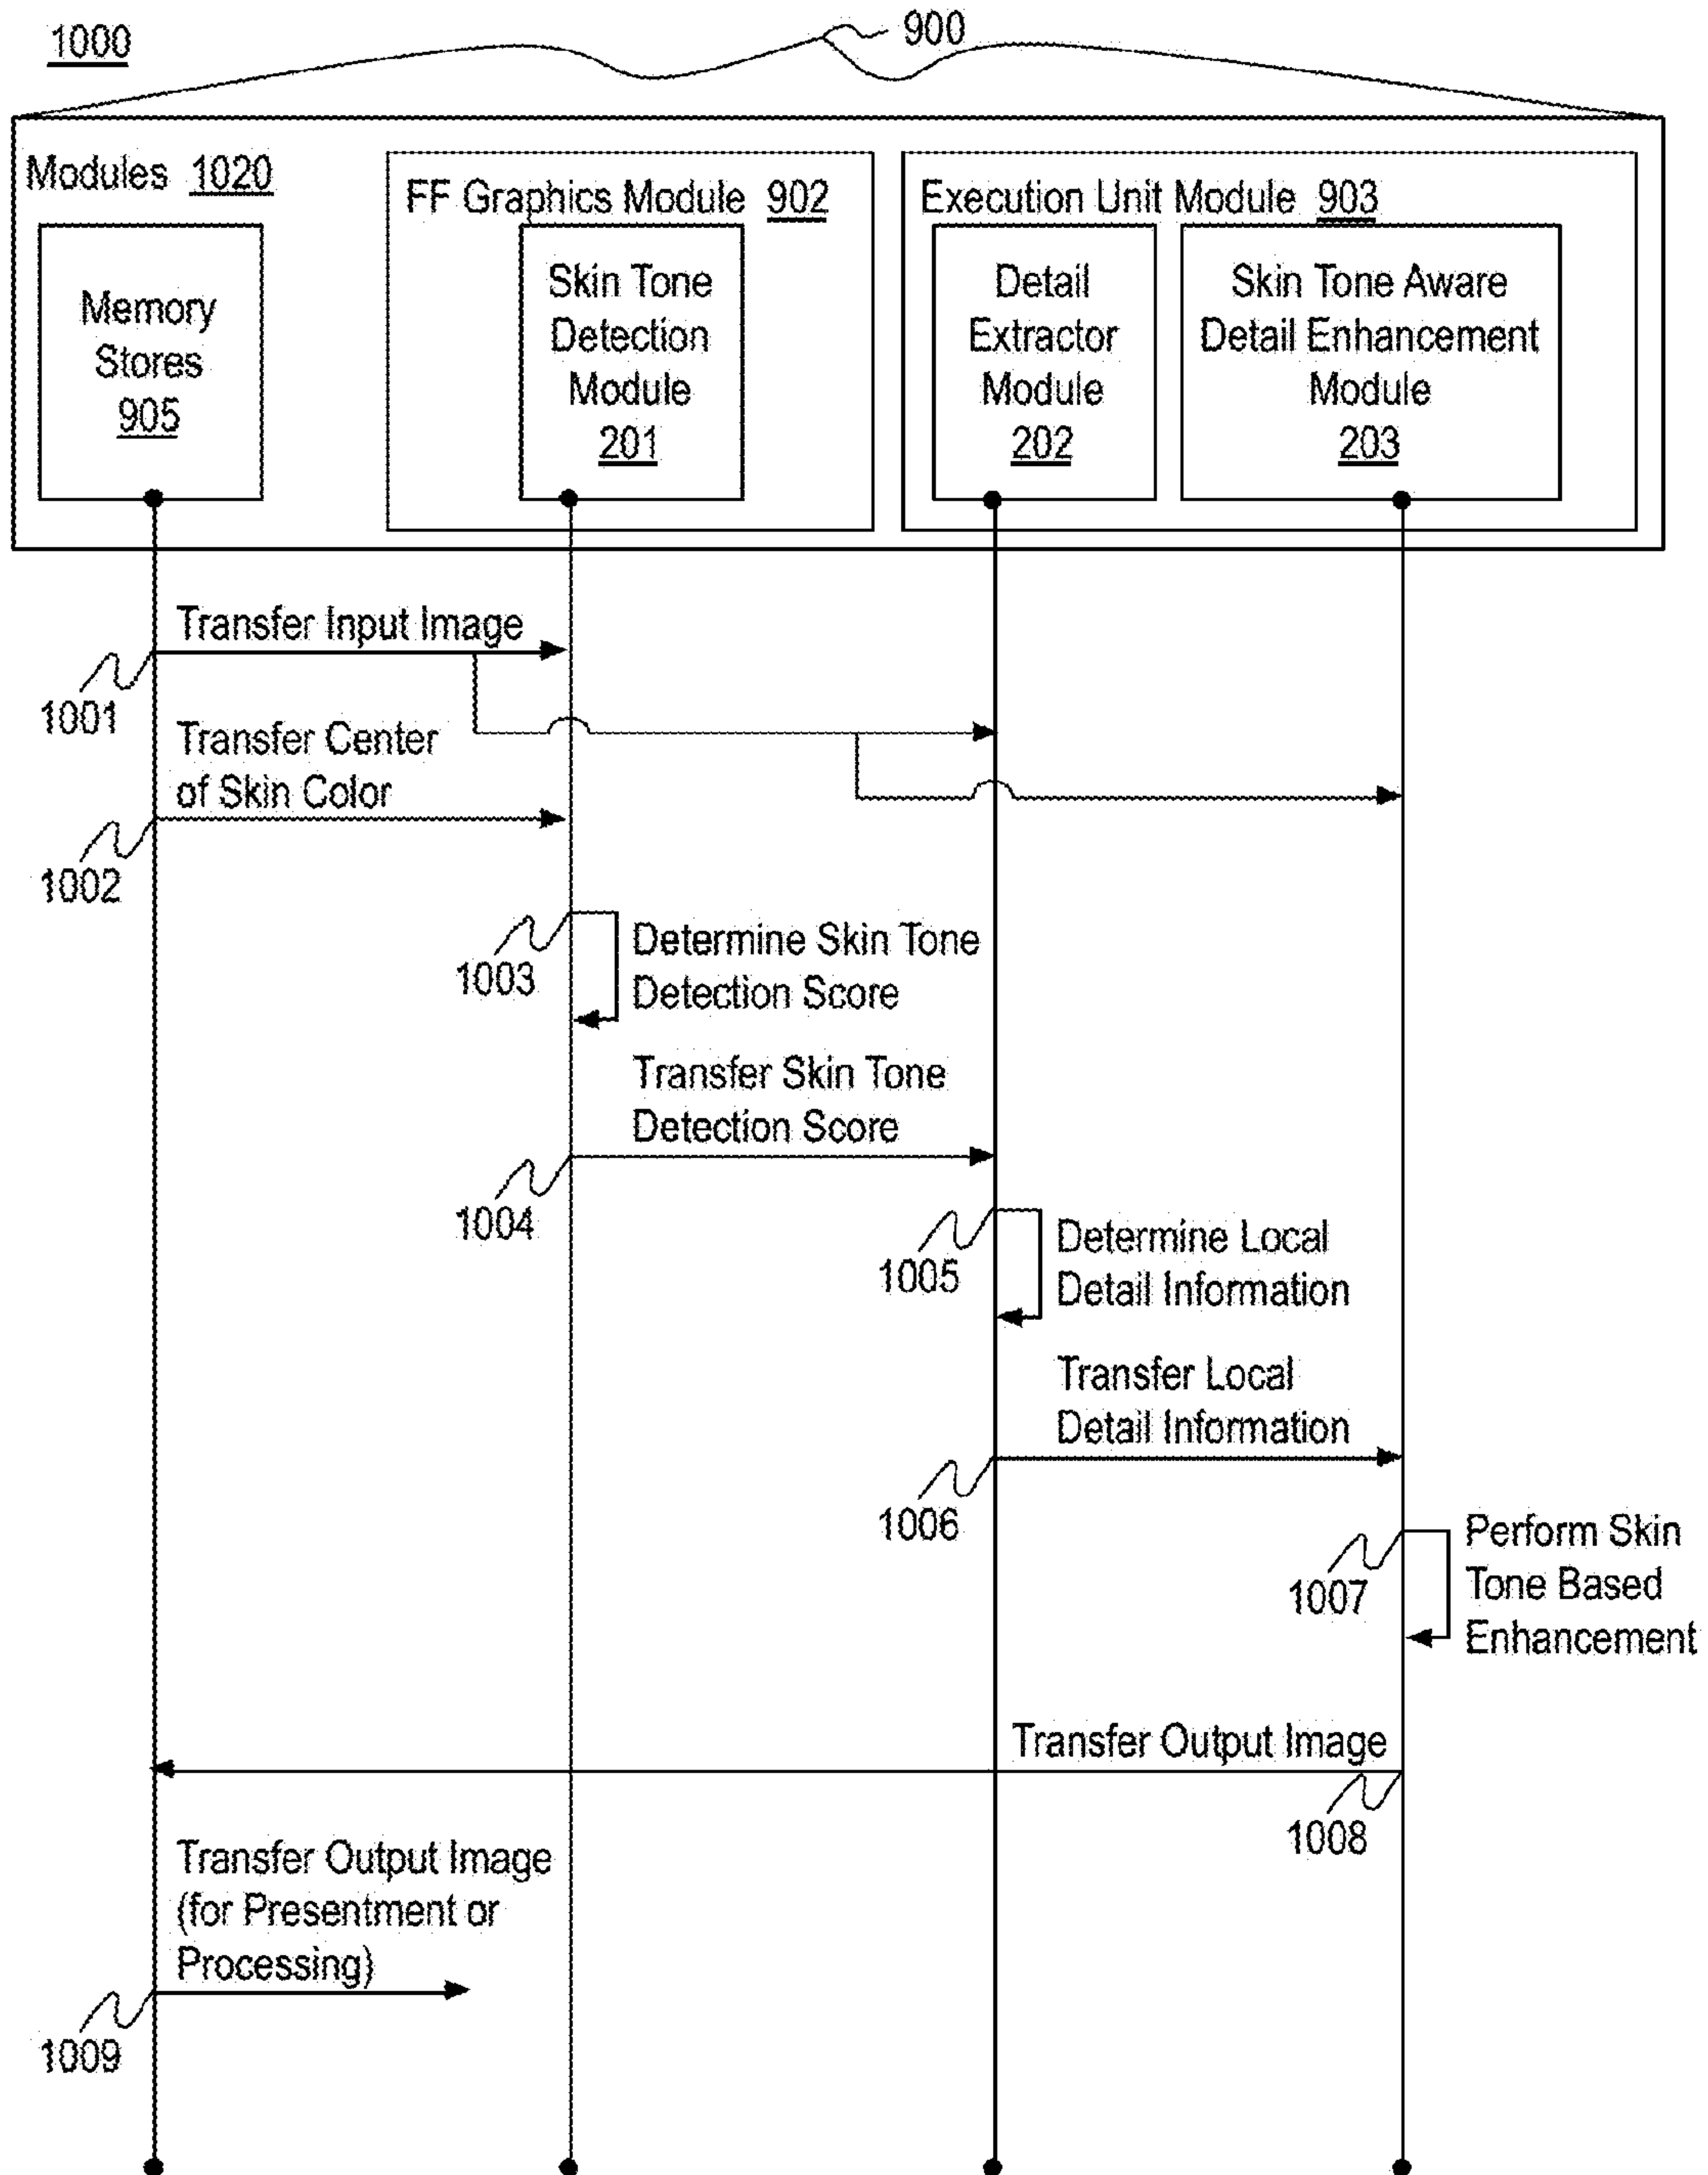 1000
900
Modules 1020
FF Graphics Module 902
Execution Unit Module 903
Memory
Stores
905
Skin Tone
Detection
Module
201
Detail
Extractor
Module
202
Skin Tone Aware
Detail Enhancement
Module
203
Transfer Input Image
1001
Transfer Center
of Skin Color
1002
1003
Determine Skin Tone
Detection Score
Transfer Skin Tone
Detection Score
1004
1005
Determine Local
Detail Information
Transfer Local
Detail Information
1006
1007
Perform Skin
Tone Based
Enhancement
Transfer Output Image
1008
Transfer Output Image
(for Presentment or
Processing)
1009